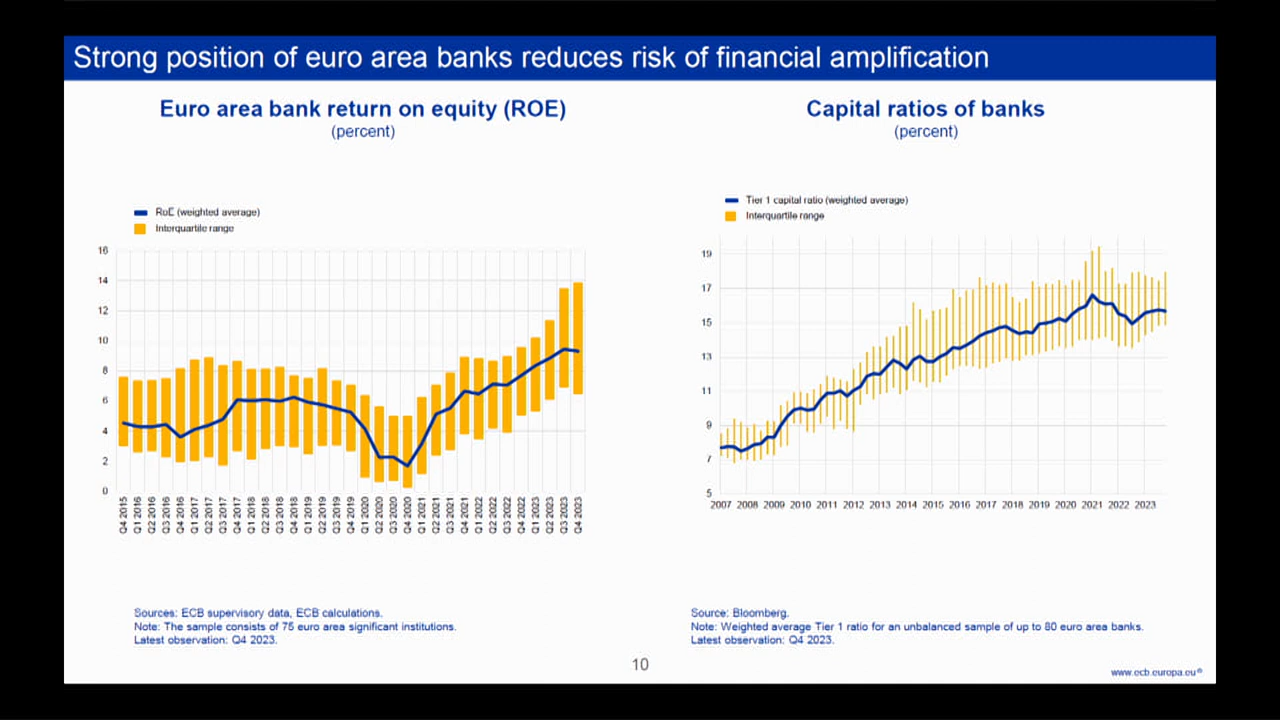 Strong position of euro area banks reduces risk of financial amplification
Euro area bank return on equity (ROE)
(percent)
RoE (weighted average)
Interquartile range
16
14
12
10
8
6
4
2
0
Q4 2015
Q1 2016
Q2 2016
Q3 2016
Q4 2016
Q1 2017
Q2 2017
Q3 2017
Q4 2017
Q1 2018
Q2 2018
Q3 2018
Q4 2018
Q1 2019
Q2 2019
Q3 2019
Q4 2019
Q1 2020
Q2 2020
Q3 2020
Q4 2020
Q1 2021
Q2 2021
Q3 2021
Q4 2021
Q1 2022
Q2 2022
Q3 2022
Q4 2022
Q1 2023
Q2 2023
Q3 2023
Q4 2023
Sources: ECB supervisory data, ECB calculations.
Note: The sample consists of 75 euro area significant institutions.
Latest observation: Q4 2023.
Capital ratios of banks
(percent)
Tier 1 capital ratio (weighted average)
Interquartile range
19
17
15
13
11
9
7
5
2007 2008 2009 2010 2011 2012 2013 2014 2015 2016 2017 2018 2019 2020 2021 2022 2023
Source: Bloomberg.
Note: Weighted average Tier 1 ratio for an unbalanced sample of up to 80 euro area banks.
Latest observation: Q4 2023.
10
www.ecb.europa.eu©